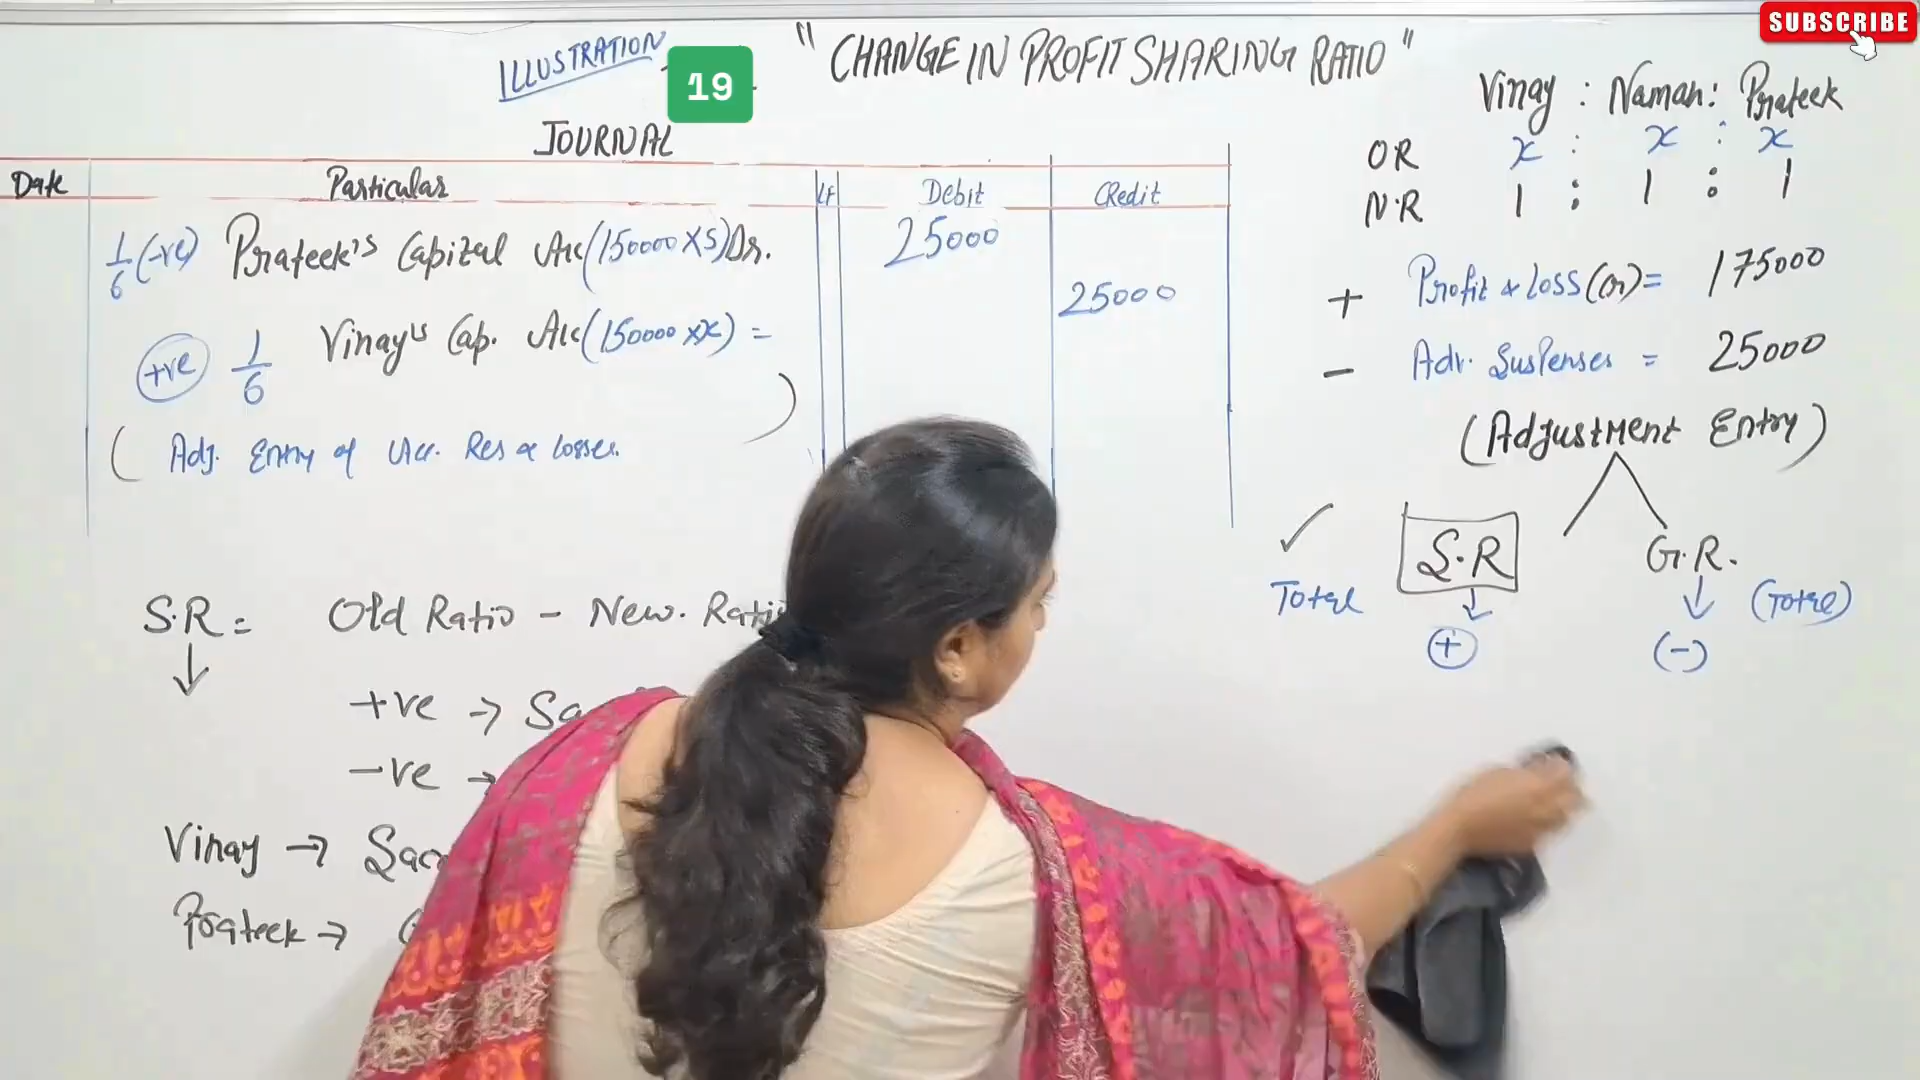 SUBSCRIBE
ILLUSTRATION - 19
"CHANGE IN PROFIT SHARING RATIO"
JOURNAL
Date Particular LF Debit Credit
1/6 (-ve) Prateek's Capital A/c (150000 X S) Dr. 25000
25000
+ve 1/6 Vinay's Cap. A/c (150000 X x) =
( Adj. Entry of Acc. Res & losses. )
S.R = Old Ratio - New. Ratio
+ve → Sa
-ve →
Vinay → Sacr
Prateek →
Vinay : Naman : Prateek
OR x : x : x
N.R 1 : 1 : 1
+ Profit & Loss (Cr) = 175000
- Adv. Suspenses = 25000
(Adjustment Entry)
✓ S.R G.R.
Total (Total)
(+) (-)